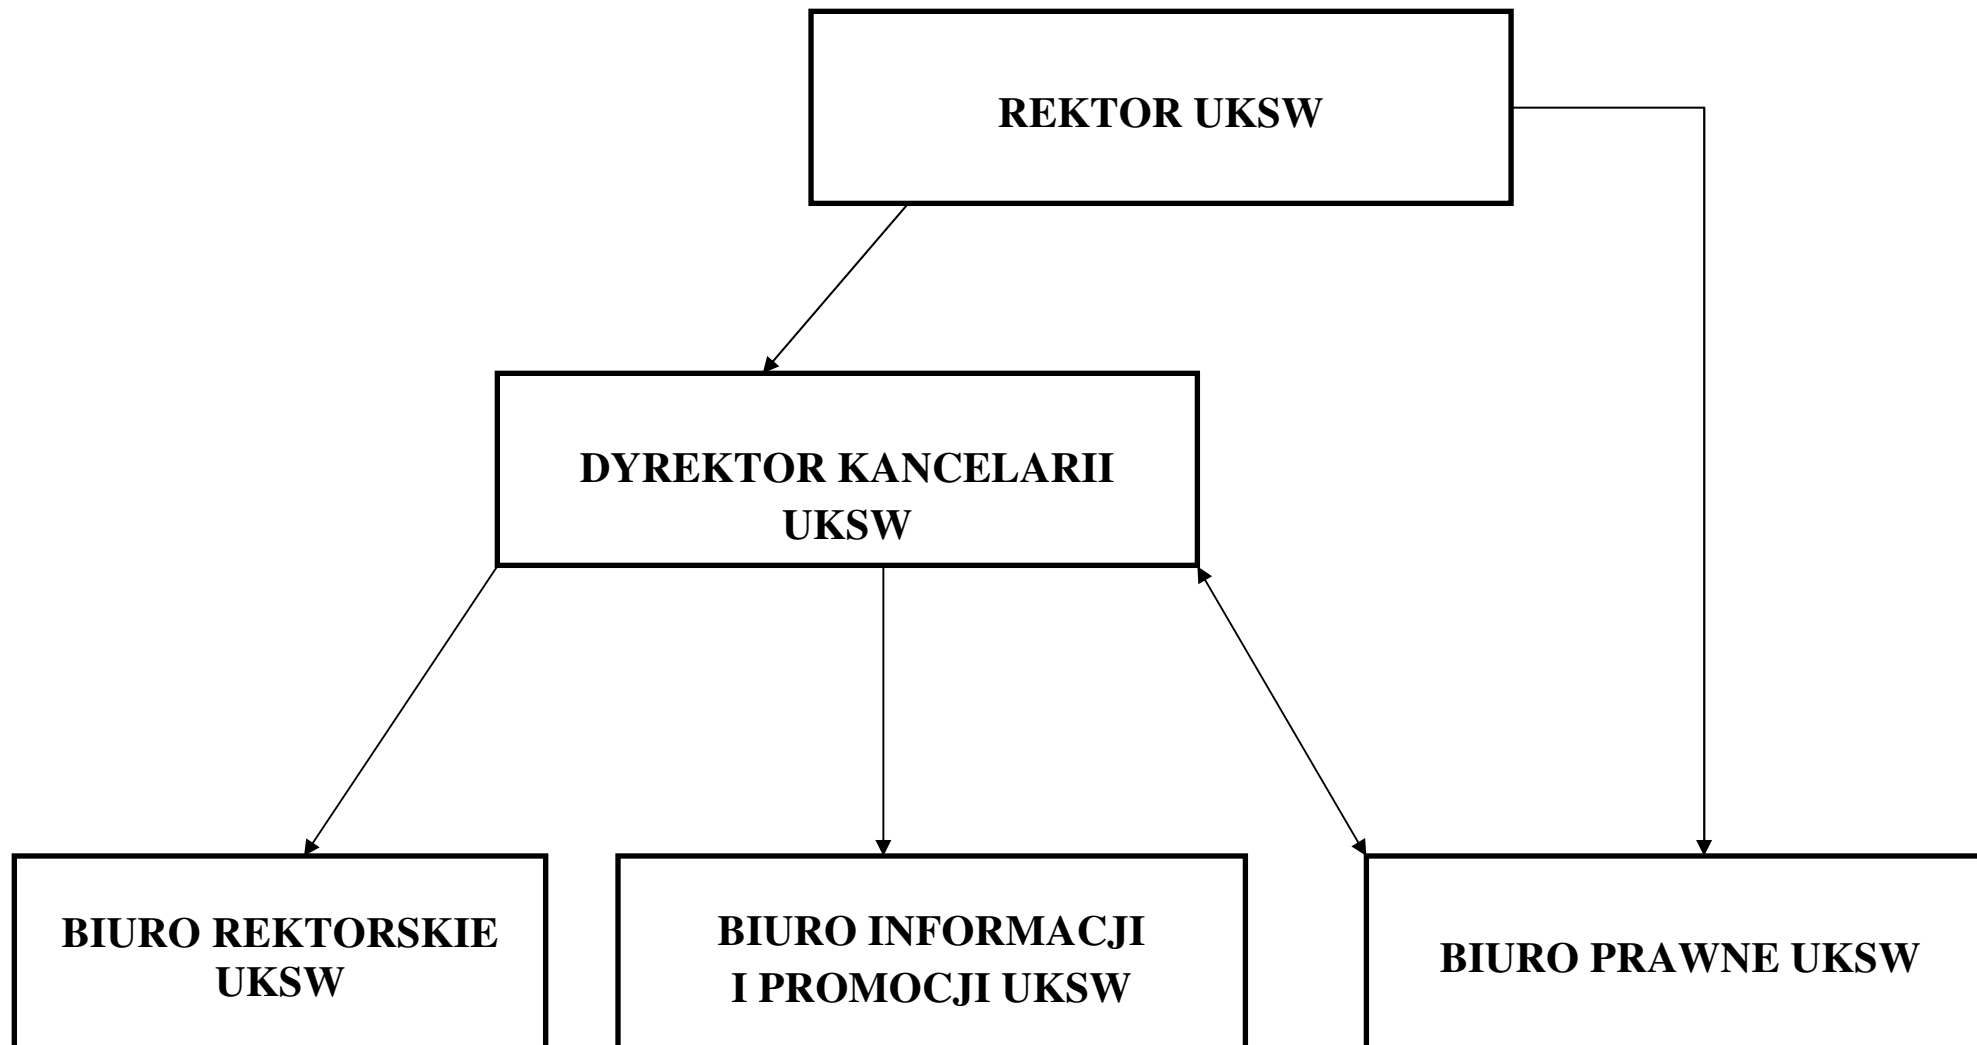 REKTOR UKSW
DYREKTOR KANCELARII
UKSW
BIURO REKTORSKIE
UKSW
BIURO INFORMACJI
I PROMOCJI UKSW
BIURO PRAWNE UKSW